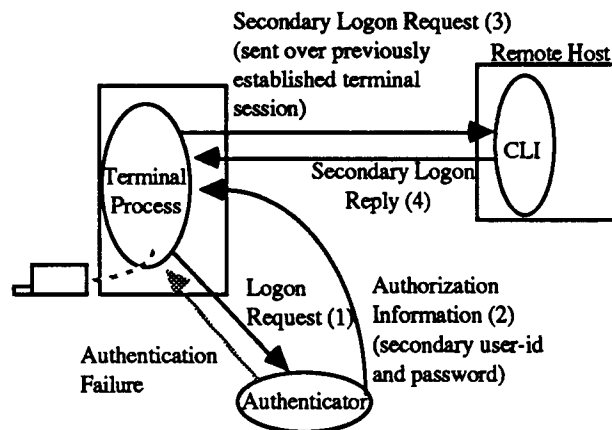 Secondary Logon Request (3)
(sent over previously
established terminal
session)
Remote Host
CLI
Terminal
Process
Secondary Logon
Reply (4)
Logon
Request (1)
Authorization
Information (2)
(secondary user-id
and password)
Authentication
Failure
Authenticator